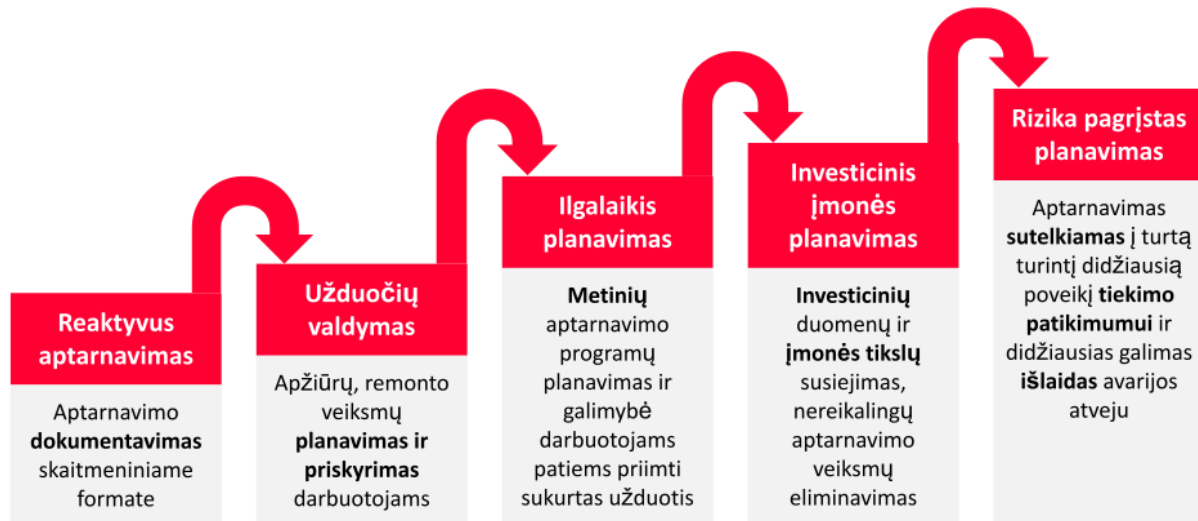 Reaktyvus
aptarnavimas
Aptarnavimo
dokumentavimas
skaitmeniniame
formate
Užduočių
valdymas
Apžiūrų, remonto
veiksmų
planavimas ir
priskyrimas
darbuotojams
Ilgalaikis
planavimas
Metinių
aptarnavimo
programų
planavimas ir
galimybė
darbuotojams
patiems priimti
sukurtas užduotis
Investicinis
įmonės
planavimas
Investicinių
duomenų ir
įmonės tikslų
susiejimas,
nereikalingų
aptarnavimo
veiksmų
eliminavimas
Rizika pagrįstas
planavimas
Aptarnavimas
sutelkiamas į turtą
turintį didžiausią
poveikį tiekimo
patikimumui ir
didžiausias galimas
išlaidas avarijos
atveju